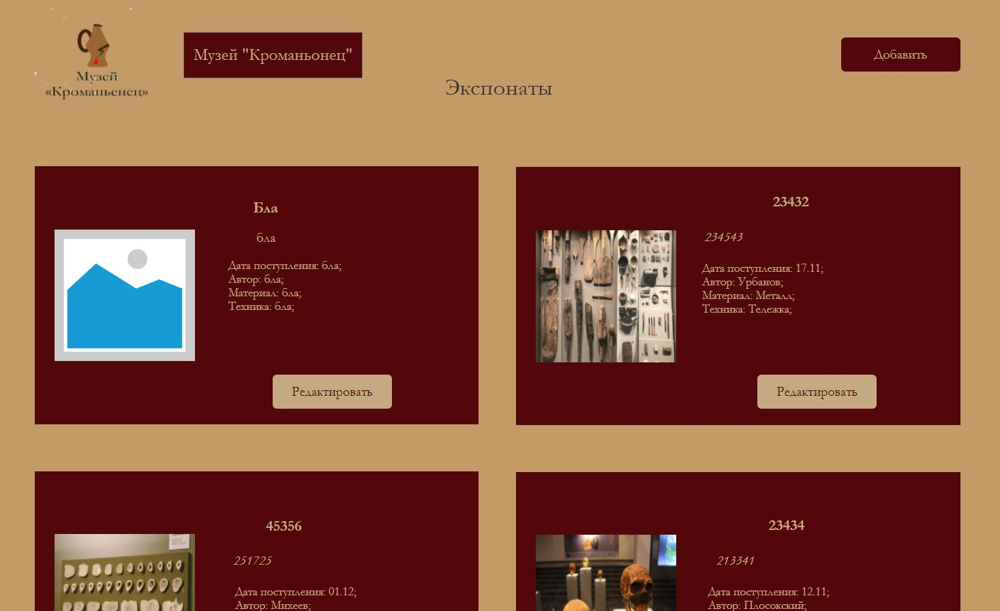 Музей
«Кроманьенец»
Музей "Кроманьонец"
Добавить
Экспонаты
Бла
бла
Дата поступления: бла;
Автор: бла;
Материал: бла;
Техника: бла;
Редактировать
23432
234543
Дата поступления: 17.11;
Автор: Урбанов;
Материал: Металл;
Техника: Тележка;
Редактировать
45356
251725
Дата поступления: 01.12;
Автор: Михеев;
23434
213341
Дата поступления: 12.11;
Автор: Плосокский;